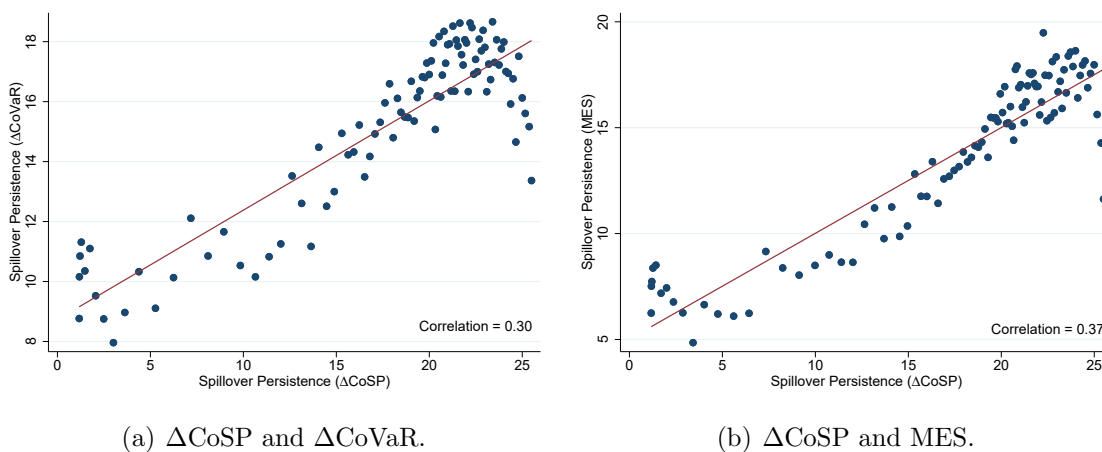 Spillover Persistence (ΔCoVaR)
18
16
14
12
10
8
Correlation = 0.30
0 5 10 15 20 25
Spillover Persistence (ΔCoSP)
(a) ΔCoSP and ΔCoVaR.
Spillover Persistence (MES)
20
15
10
5
Correlation = 0.37
0 5 10 15 20 25
Spillover Persistence (ΔCoSP)
(b) ΔCoSP and MES.